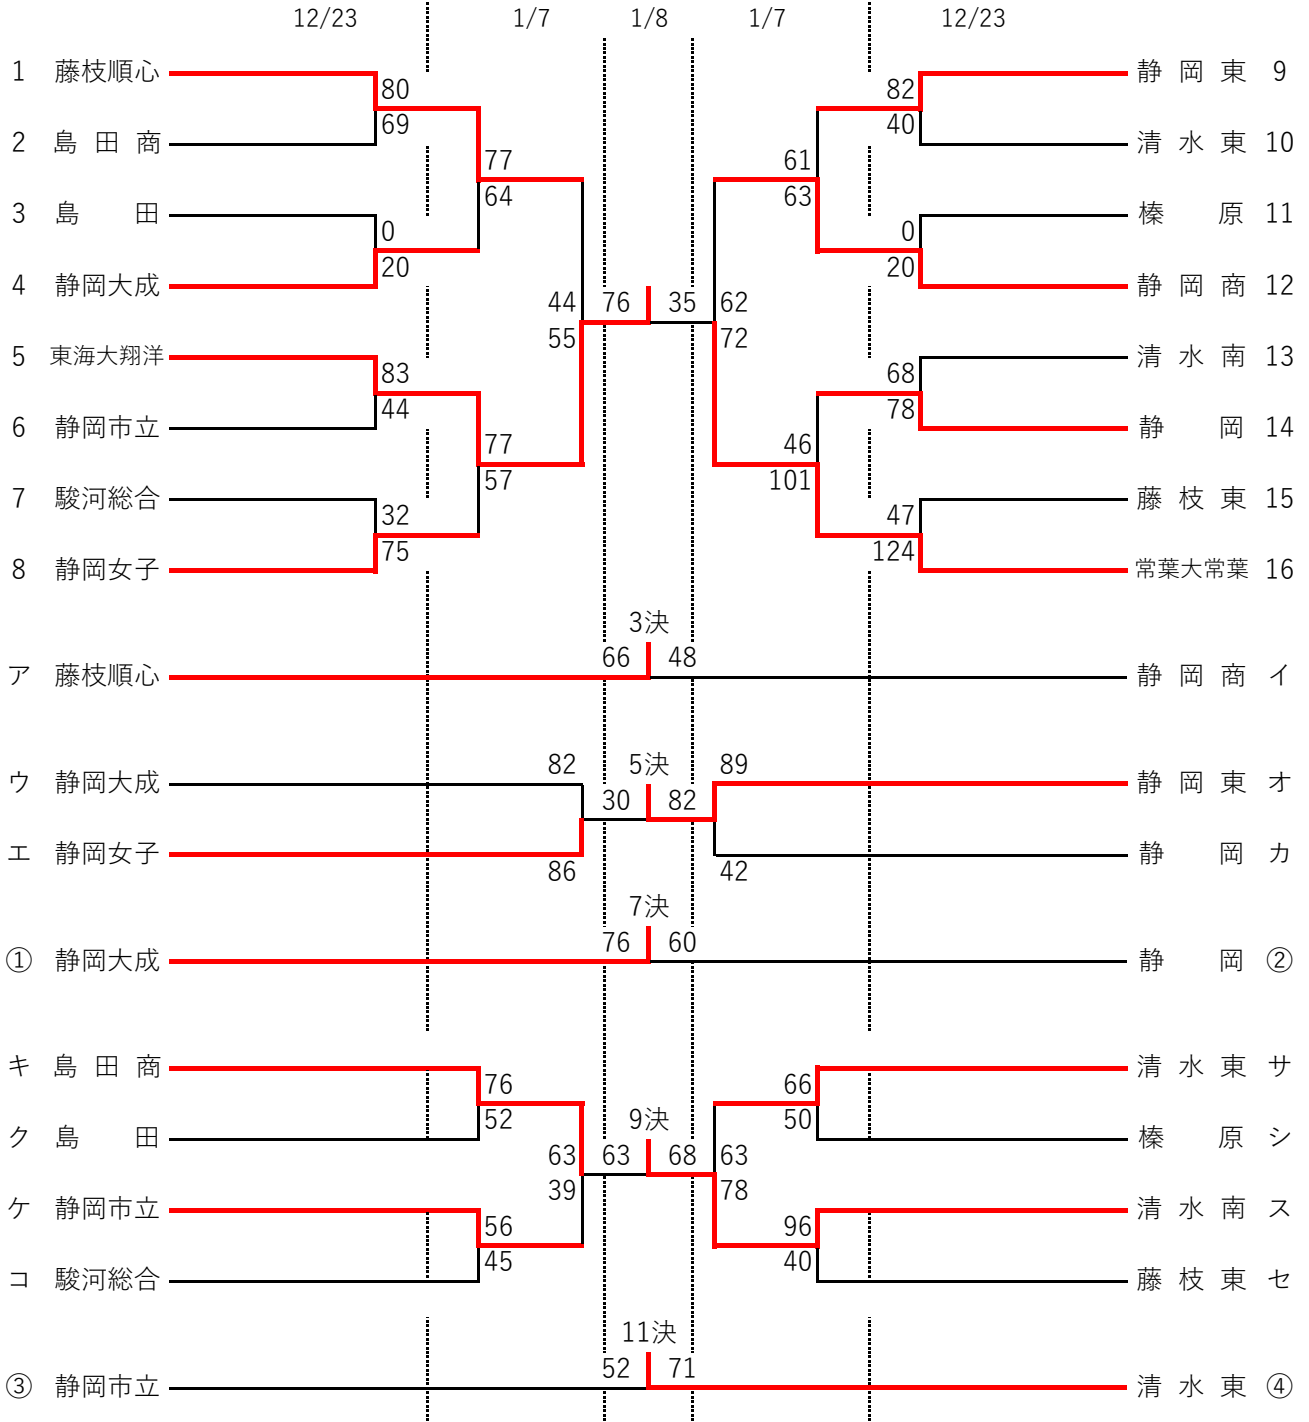 12/23 1/7 1/8 1/7 12/23
1 藤枝順心 静岡東 9
80 82
69 40
2 島田商 清水東 10
77 61
64 63
3 島田 榛原 11
0 0
20 20
4 静岡大成 静岡商 12
44 76 35 62
55 72
5 東海大翔洋 清水南 13
83 68
44 78
6 静岡市立 静岡 14
77 46
57 101
7 駿河総合 藤枝東 15
32 47
75 124
8 静岡女子 常葉大常葉 16
3決
66 48
ア 藤枝順心 静岡商 イ
82 5決 89
ウ 静岡大成 静岡東 オ
30 82
エ 静岡女子 静岡 カ
86 42
7決
76 60
① 静岡大成 静岡 ②
キ 島田商 清水東 サ
76 66
52 9決 50
ク 島田 榛原 シ
63 63 68 63
39 78
ケ 静岡市立 清水南 ス
56 96
45 40
コ 駿河総合 藤枝東 セ
11決
52 71
③ 静岡市立 清水東 ④